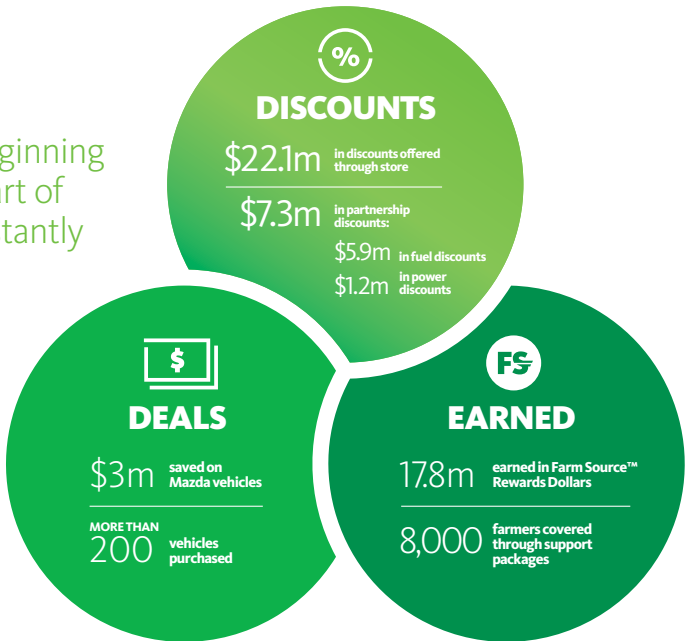 %
DISCOUNTS
$22.1m in discounts offered
through store
$7.3m in partnership
discounts:
$5.9m in fuel discounts
$1.2m in power
discounts
art of
tantly
$
DEALS
$3m saved on
Mazda vehicles
MORE THAN
200 vehicles
purchased
FS
EARNED
17.8m earned in Farm Source™
Rewards Dollars
8,000 farmers covered
through support
packages